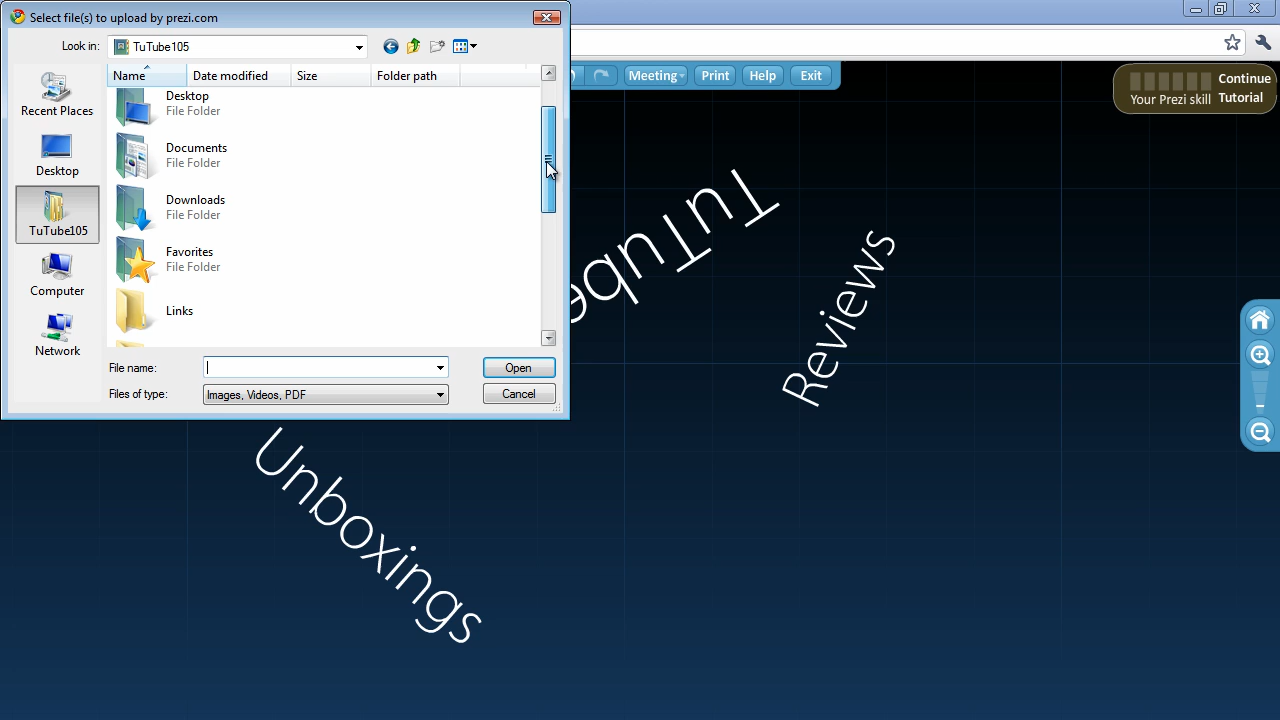 Select file(s) to upload by prezi.com
Look in:
TuTube105
Name
Date modified
Size
Folder path
Recent Places
Desktop
TuTube105
Computer
Network
Desktop
File Folder
Documents
File Folder
Downloads
File Folder
Favorites
File Folder
Links
File name:
Open
Files of type:
Images, Videos, PDF
Cancel
Meeting
Print
Help
Exit
Your Prezi skill
Continue
Tutorial
TuTube
Reviews
Unboxings